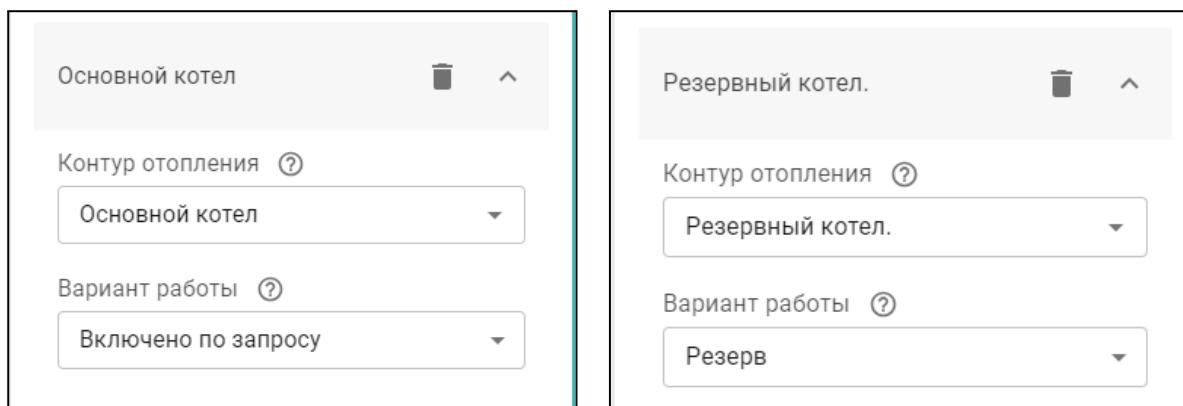 Основной котел
Контур отопления
Основной котел
Вариант работы
Включено по запросу
Резервный котел.
Контур отопления
Резервный котел.
Вариант работы
Резерв